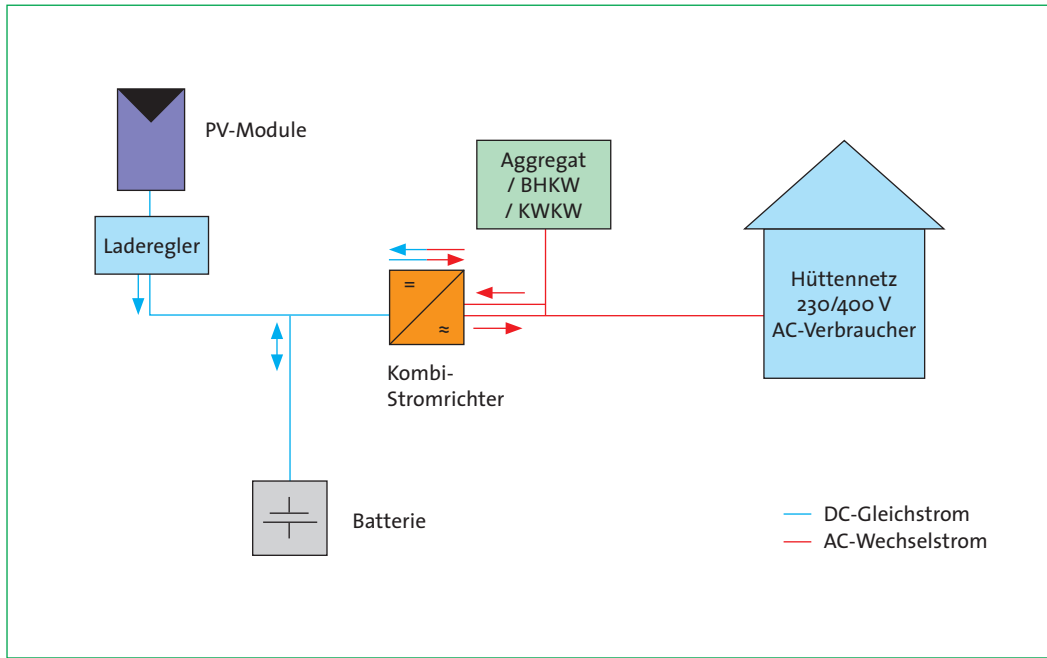 PV-Module
Laderegler
Aggregat
/ BHKW
/ KWKW
=
≈
Kombi-
Stromrichter
Hüttennetz
230/400 V
AC-Verbraucher
Batterie
DC-Gleichstrom
AC-Wechselstrom